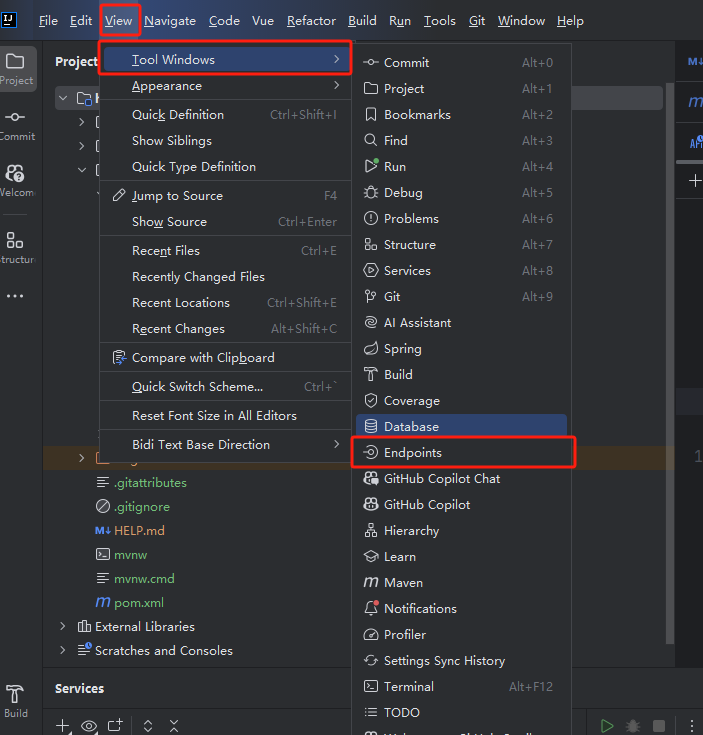 IJ
File Edit View Navigate Code Vue Refactor Build Run Tools Git Window Help
Project
Project
Commit
Welcom
Structur
Tool Windows
Appearance
Quick Definition Ctrl+Shift+I
Show Siblings
Quick Type Definition
Jump to Source F4
Show Source Ctrl+Enter
Recent Files Ctrl+E
Recently Changed Files
Recent Locations Ctrl+Shift+E
Recent Changes Alt+Shift+C
Compare with Clipboard
Quick Switch Scheme... Ctrl+`
Reset Font Size in All Editors
Bidi Text Base Direction
Commit Alt+0
Project Alt+1
Bookmarks Alt+2
Find Alt+3
Run Alt+4
Debug Alt+5
Problems Alt+6
Structure Alt+7
Services Alt+8
Git Alt+9
AI Assistant
Spring
Build
Coverage
Database
Endpoints
GitHub Copilot Chat
GitHub Copilot
Hierarchy
Learn
m Maven
Notifications
Profiler
Settings Sync History
Terminal Alt+F12
TODO
.gitattributes
.gitignore
M↓ HELP.md
mvnw
mvnw.cmd
m pom.xml
External Libraries
Scratches and Consoles
Services
Build
M↓
m
API
1